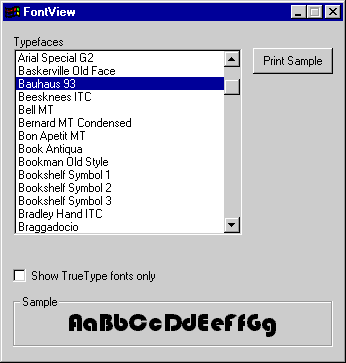 FontView
Typefaces
Arial Special G2
Baskerville Old Face
Bauhaus 93
Beesknees ITC
Bell MT
Bernard MT Condensed
Bon Apetit MT
Book Antiqua
Bookman Old Style
Bookshelf Symbol 1
Bookshelf Symbol 2
Bookshelf Symbol 3
Bradley Hand ITC
Braggadocio
Print Sample
Show TrueType fonts only
Sample
AaBbCcDdEeFfGg